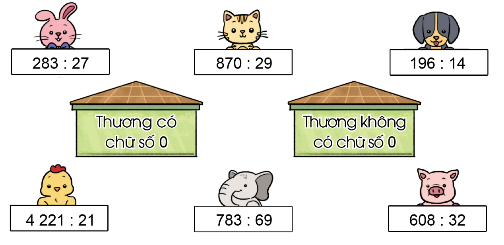 283 : 27
870 : 29
196 : 14
Thương có
chữ số 0
Thương không
có chữ số 0
4 221 : 21
783 : 69
608 : 32